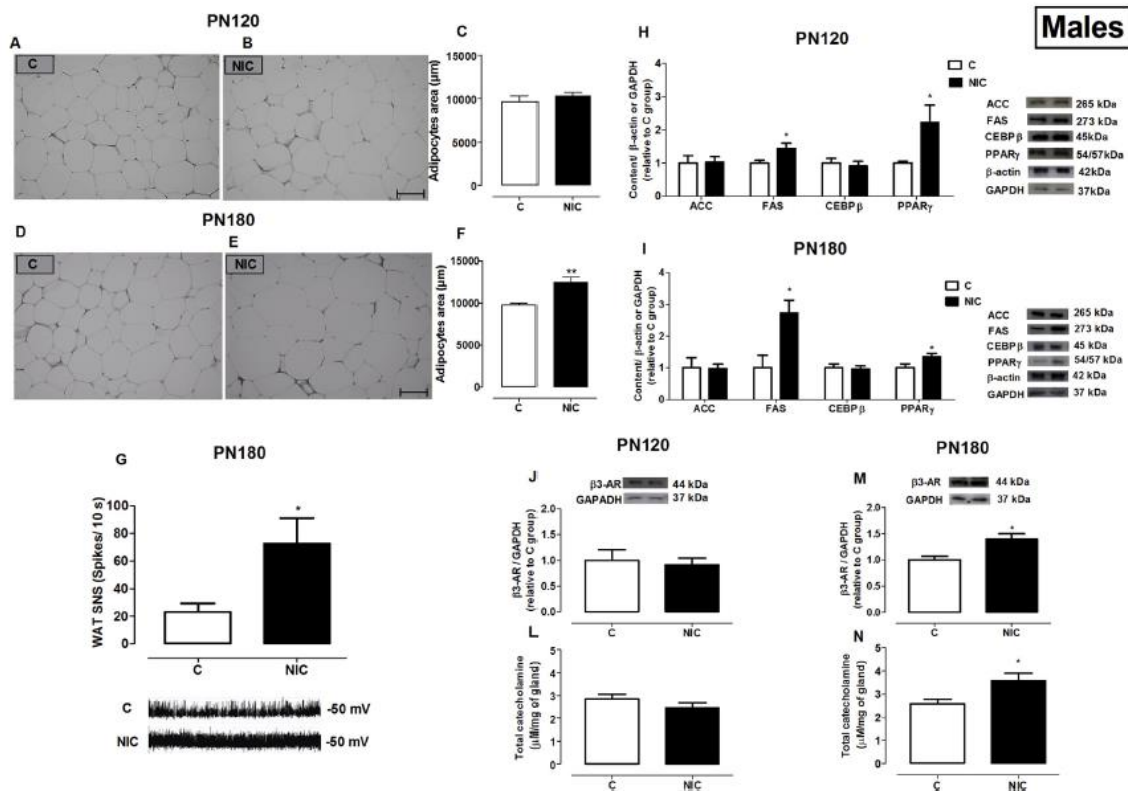 Males
PN120
A
C
B
NIC
C
Adipocytes area (µm)
15000
10000
5000
0
C
NIC
H
PN120
C
NIC
Content/ β-actin or GAPDH
(relative to C group)
4
3
2
1
0
*
*
ACC
FAS
CEBP β
PPARγ
ACC 265 kDa
FAS 273 kDa
CEBP β 45kDa
PPARγ 54/57kDa
β-actin 42kDa
GAPDH 37kDa
PN180
D
C
E
NIC
F
Adipocytes area (µm)
15000
10000
5000
0
**
C
NIC
I
PN180
C
NIC
Content/ β-actin or GAPDH
(relative to C group)
4
3
2
1
0
*
*
ACC
FAS
CEBP β
PPARγ
ACC 265 kDa
FAS 273 kDa
CEBP β 45 kDa
PPARγ 54/57 kDa
β-actin 42 kDa
GAPDH 37 kDa
G
PN180
WAT SNS (Spikes/ 10 s)
100
80
60
40
20
0
*
C
NIC
C -50 mV
NIC -50 mV
PN120
J
β3-AR 44 kDa
GAPADH 37 kDa
β3-AR / GAPDH
(relative to C group)
2.0
1.5
1.0
0.5
0.0
C
NIC
L
Total catecholamine
(µM/mg of gland)
5
4
3
2
1
0
C
NIC
PN180
M
β3-AR 44 kDa
GAPDH 37 kDa
β3-AR / GAPDH
(relative to C group)
2.0
1.5
1.0
0.5
0.0
*
C
NIC
N
Total catecholamine
(µM/mg of gland)
5
4
3
2
1
0
*
C
NIC